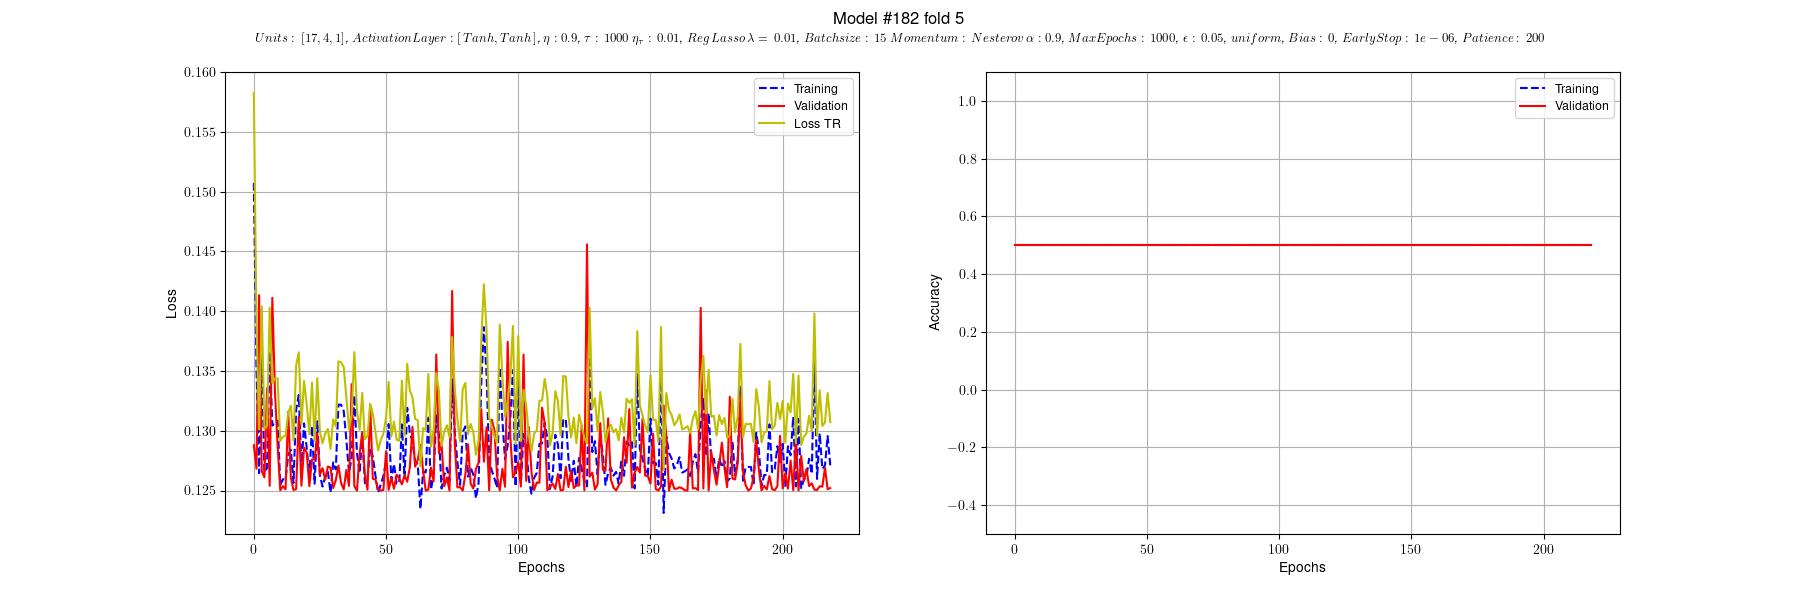 Model #182 fold 5
Units : [17, 4, 1], ActivationLayer : [Tanh, Tanh], η : 0.9, τ : 1000 ητ : 0.01, Reg Lasso λ = 0.01, Batchsize : 15 Momentum : Nesterov α : 0.9, MaxEpochs : 1000, ϵ : 0.05, uniform, Bias : 0, EarlyStop : 1e − 06, Patience : 200
0.160
0.155
0.150
0.145
0.140
0.135
0.130
0.125
Loss
0 50 100 150 200
Epochs
Training
Validation
Loss TR
1.0
0.8
0.6
0.4
0.2
0.0
−0.2
−0.4
Accuracy
0 50 100 150 200
Epochs
Training
Validation